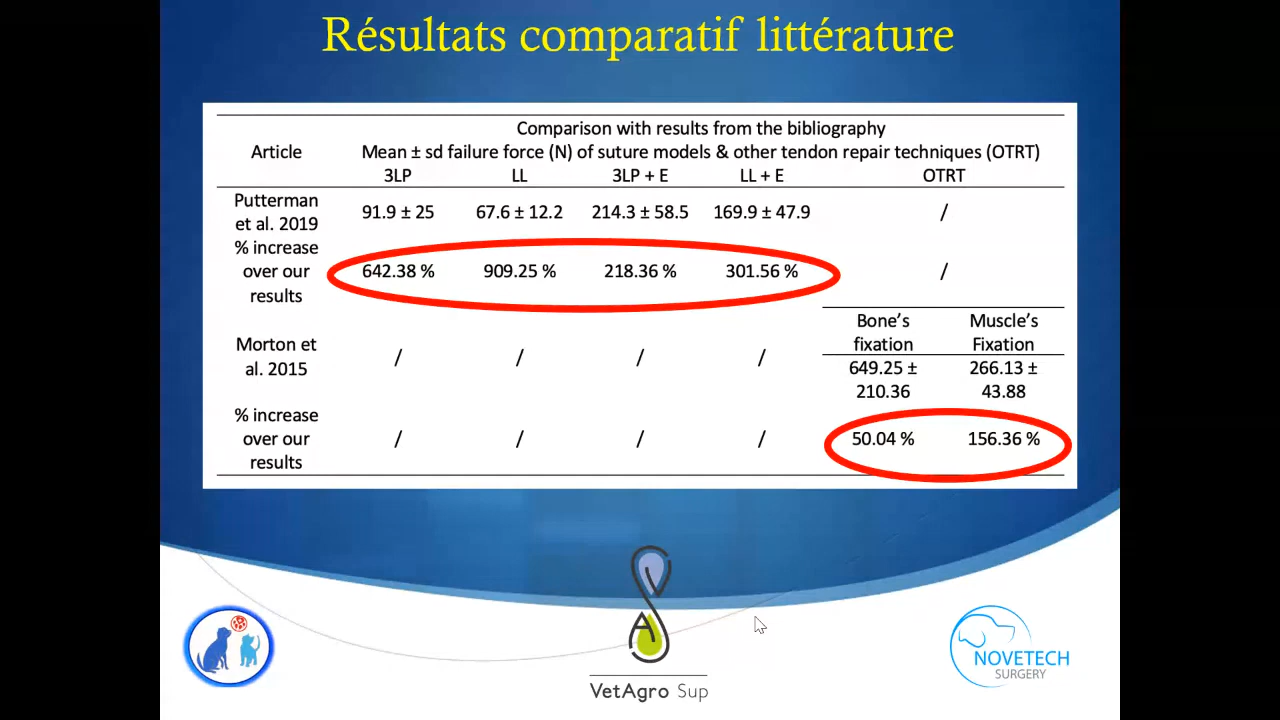 Résultats comparatif littérature
Comparison with results from the bibliography
Article
Mean ± sd failure force (N) of suture models & other tendon repair techniques (OTRT)
3LP LL 3LP + E LL + E OTRT
Putterman
et al. 2019
91.9 ± 25 67.6 ± 12.2 214.3 ± 58.5 169.9 ± 47.9 /
% increase
over our
results
642.38 % 909.25 % 218.36 % 301.56 % /
Bone’s
fixation
Muscle’s
Fixation
Morton et
al. 2015
/ / / /
649.25 ±
210.36
266.13 ±
43.88
% increase
over our
results
/ / / / 50.04 % 156.36 %
VetAgro Sup
NOVETECH
SURGERY